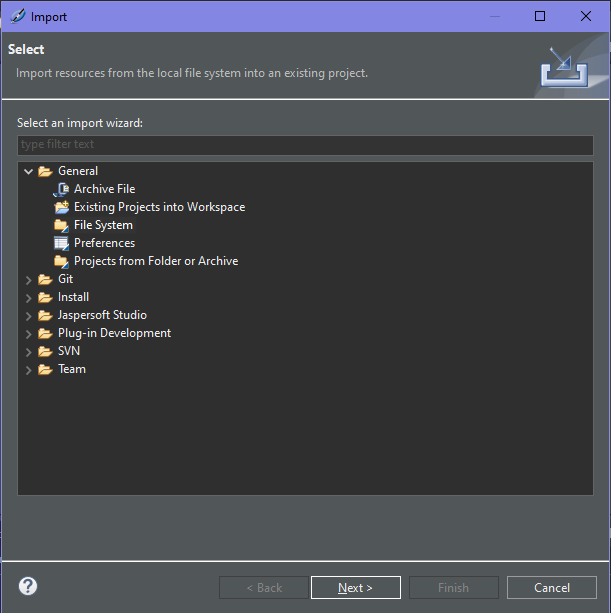 Import
Select
Import resources from the local file system into an existing project.
Select an import wizard:
type filter text
General
Archive File
Existing Projects into Workspace
File System
Preferences
Projects from Folder or Archive
Git
Install
Jaspersoft Studio
Plug-in Development
SVN
Team
?
< Back
Next >
Finish
Cancel